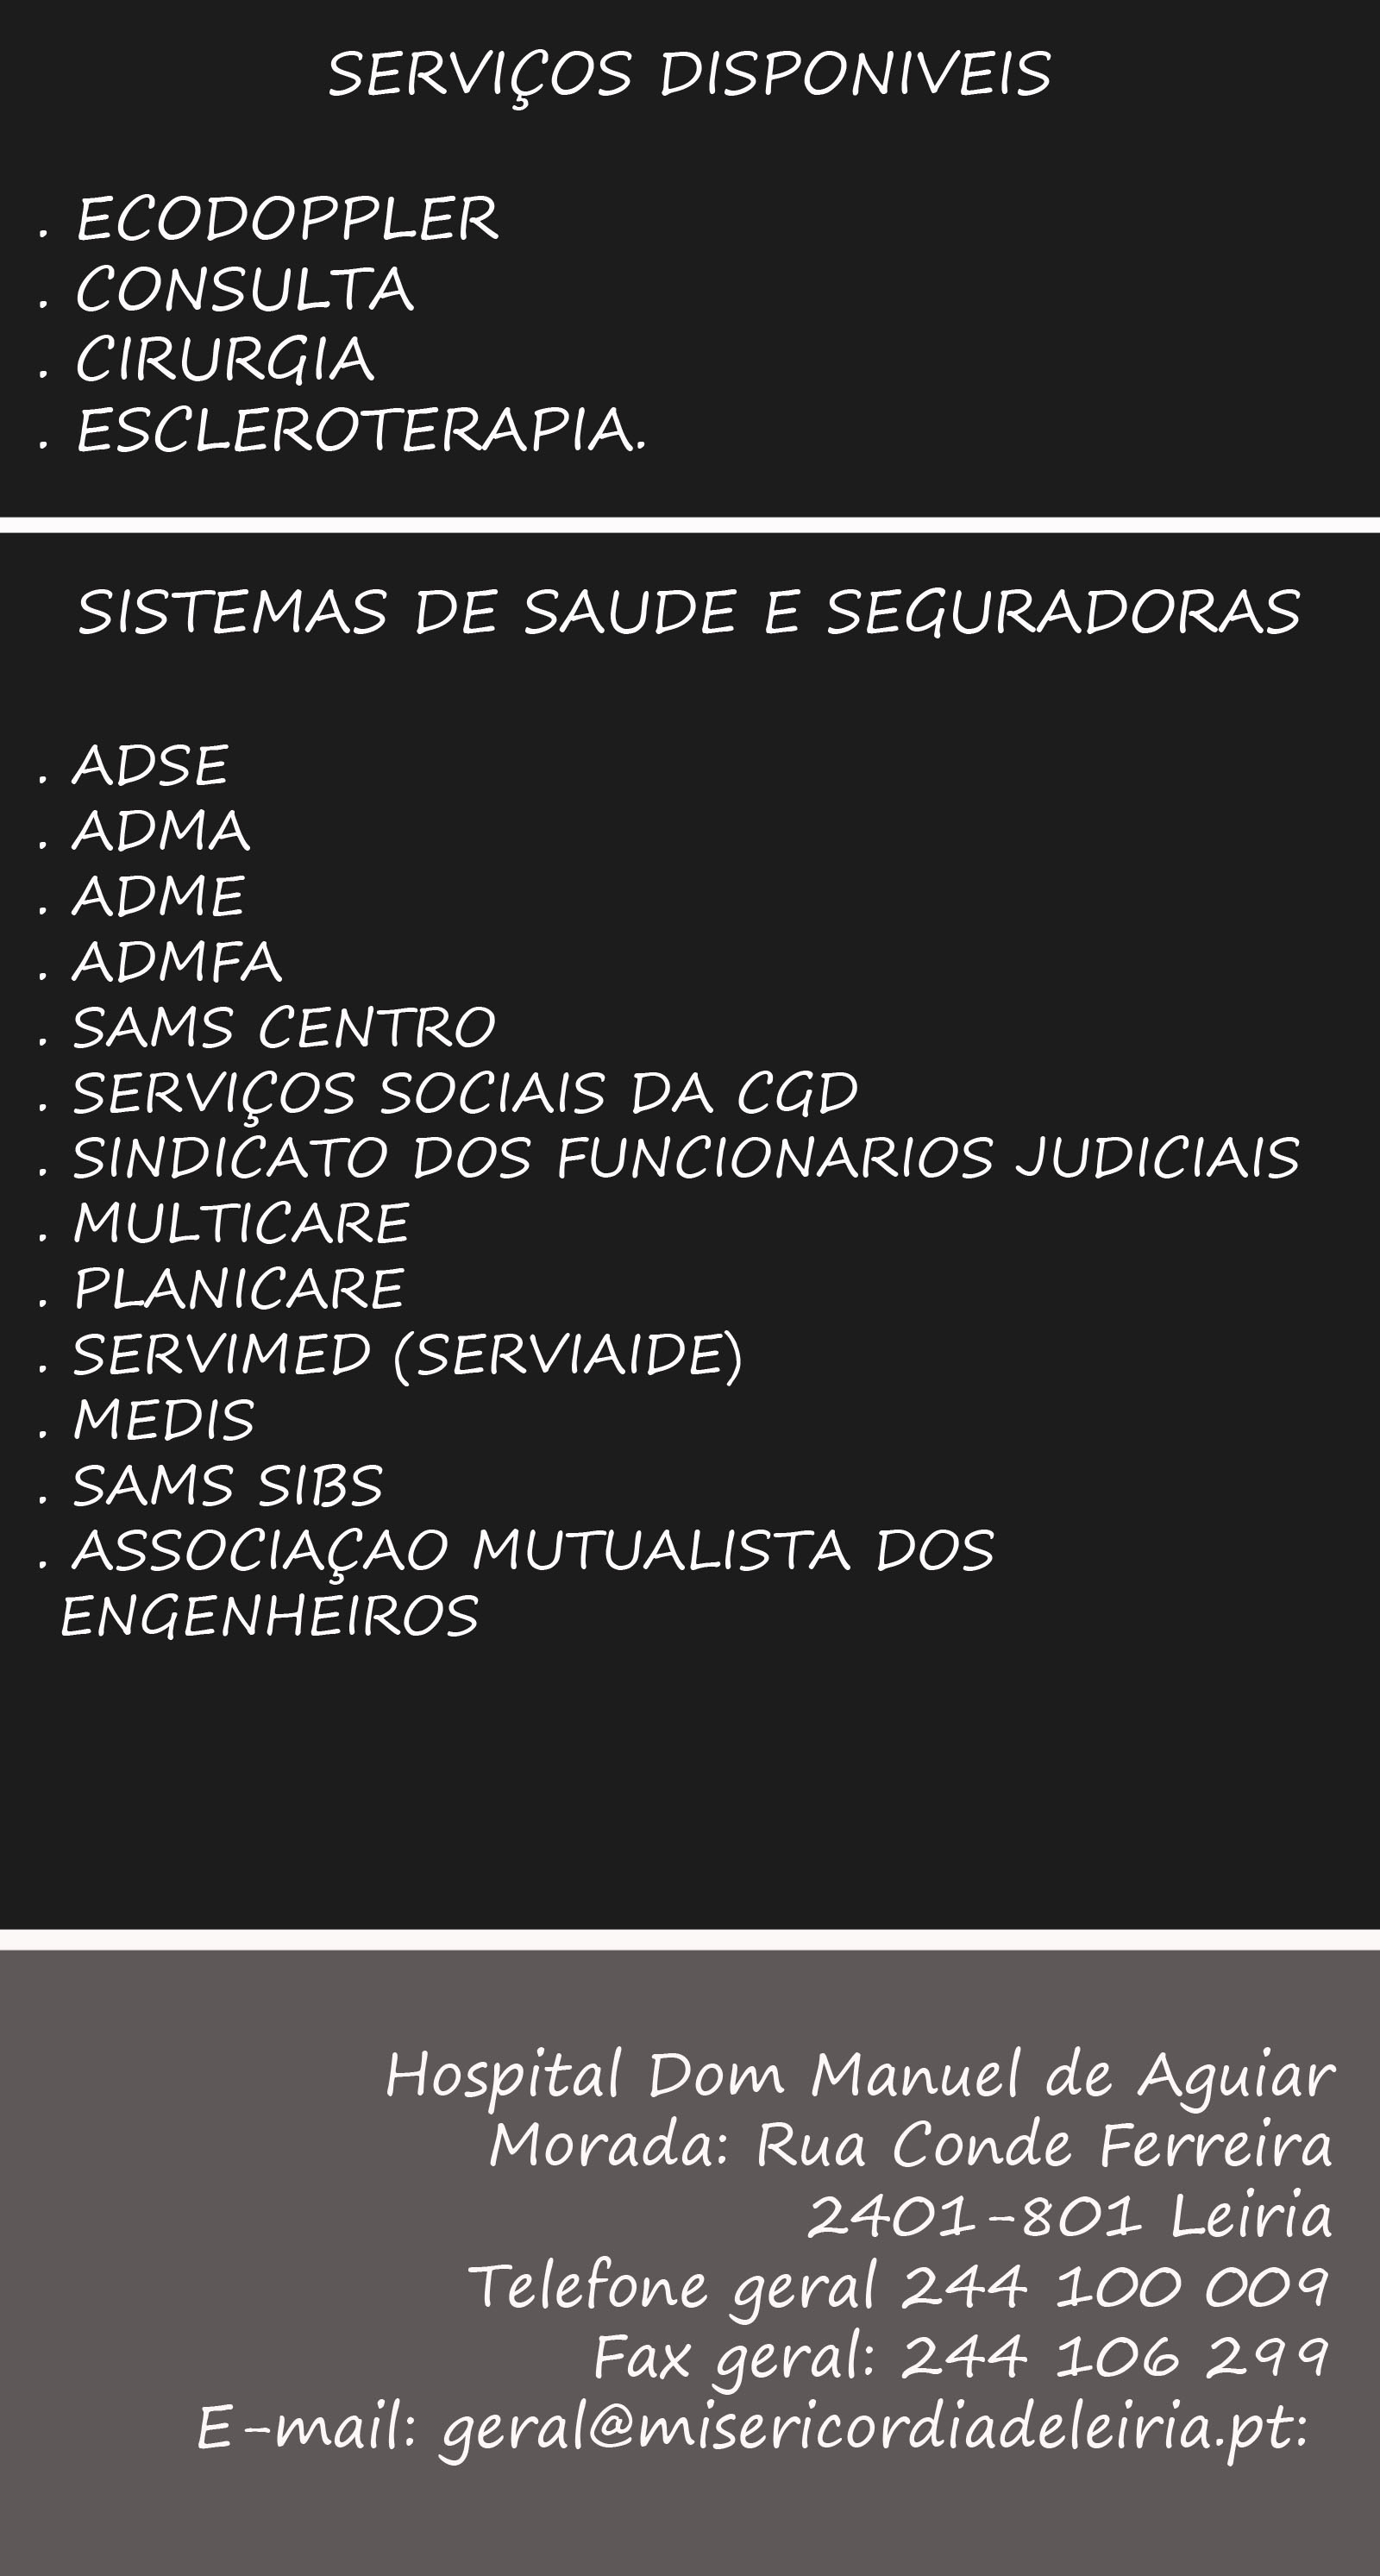 SERVIÇOS DISPONIVEIS
. ECODOPPLER
. CONSULTA
. CIRURGIA
. ESCLEROTERAPIA.
SISTEMAS DE SAUDE E SEGURADORAS
. ADSE
. ADMA
. ADME
. ADMFA
. SAMS CENTRO
. SERVIÇOS SOCIAIS DA CGD
. SINDICATO DOS FUNCIONARIOS JUDICIAIS
. MULTICARE
. PLANICARE
. SERVIMED (SERVIAIDE)
. MEDIS
. SAMS SIBS
. ASSOCIAÇAO MUTUALISTA DOS
ENGENHEIROS
Hospital Dom Manuel de Aguiar
Morada: Rua Conde Ferreira
2401-801 Leiria
Telefone geral 244 100 009
Fax geral: 244 106 299
E-mail: geral@misericordiadeleiria.pt: